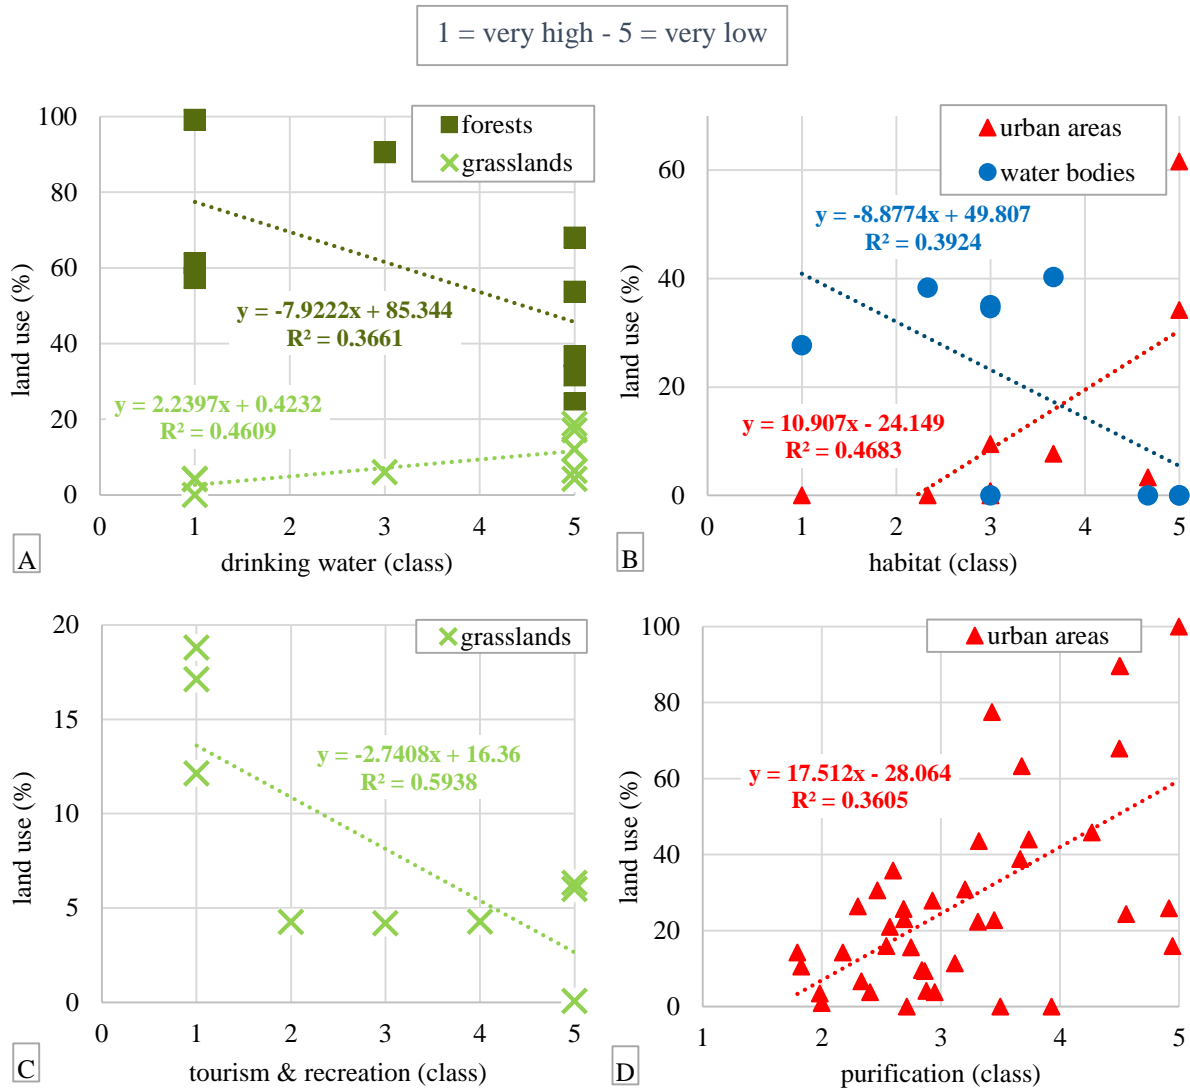 1 = very high - 5 = very low
100
80
60
40
20
0
land use (%)
forests
grasslands
y = -7.9222x + 85.344
R² = 0.3661
y = 2.2397x + 0.4232
R² = 0.4609
0 1 2 3 4 5
drinking water (class)
A
60
40
20
0
land use (%)
urban areas
water bodies
y = -8.8774x + 49.807
R² = 0.3924
y = 10.907x - 24.149
R² = 0.4683
0 1 2 3 4 5
habitat (class)
B
20
15
10
5
0
land use (%)
grasslands
y = -2.7408x + 16.36
R² = 0.5938
0 1 2 3 4 5
tourism & recreation (class)
C
100
80
60
40
20
0
land use (%)
urban areas
y = 17.512x - 28.064
R² = 0.3605
1 2 3 4 5
purification (class)
D